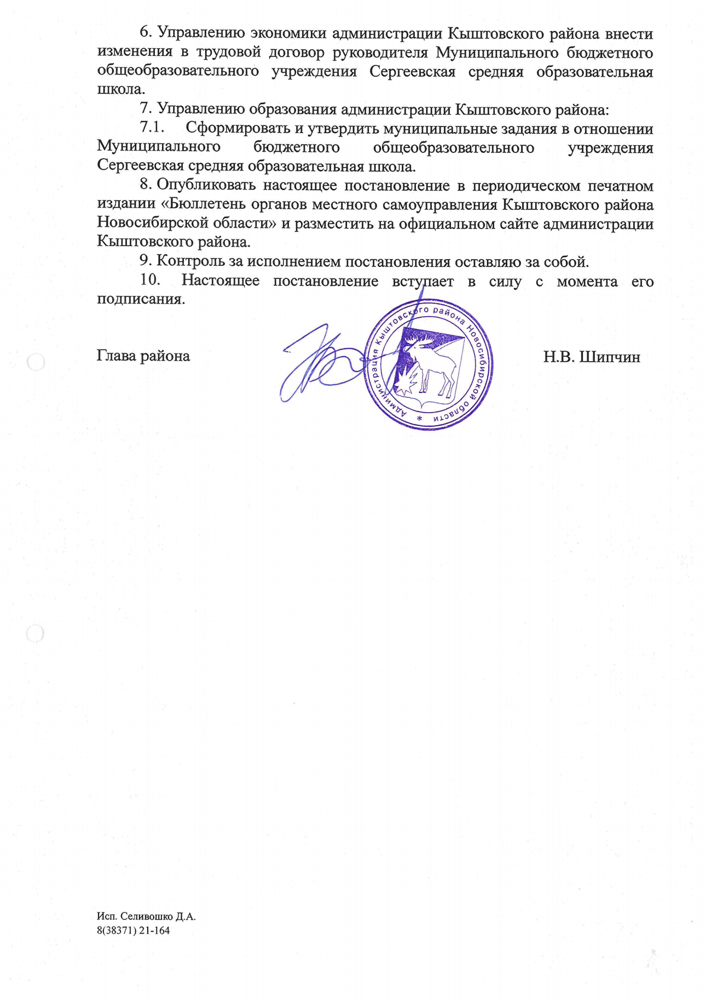 6. Управлению экономики администрации Кыштовского района внести
изменения в трудовой договор руководителя Муниципального бюджетного
общеобразовательного учреждения Сергеевская средняя образовательная
школа.
7. Управлению образования администрации Кыштовского района:
7.1. Сформировать и утвердить муниципальные задания в отношении
Муниципального бюджетного общеобразовательного учреждения
Сергеевская средняя образовательная школа.
8. Опубликовать настоящее постановление в периодическом печатном
издании «Бюллетень органов местного самоуправления Кыштовского района
Новосибирской области» и разместить на официальном сайте администрации
Кыштовского района.
9. Контроль за исполнением постановления оставляю за собой.
10. Настоящее постановление вступает в силу с момента его
подписания.
Глава района
Администрация Кыштовского района Новосибирской области *
Н.В. Шипчин
Исп. Селивошко Д.А.
8(38371) 21-164